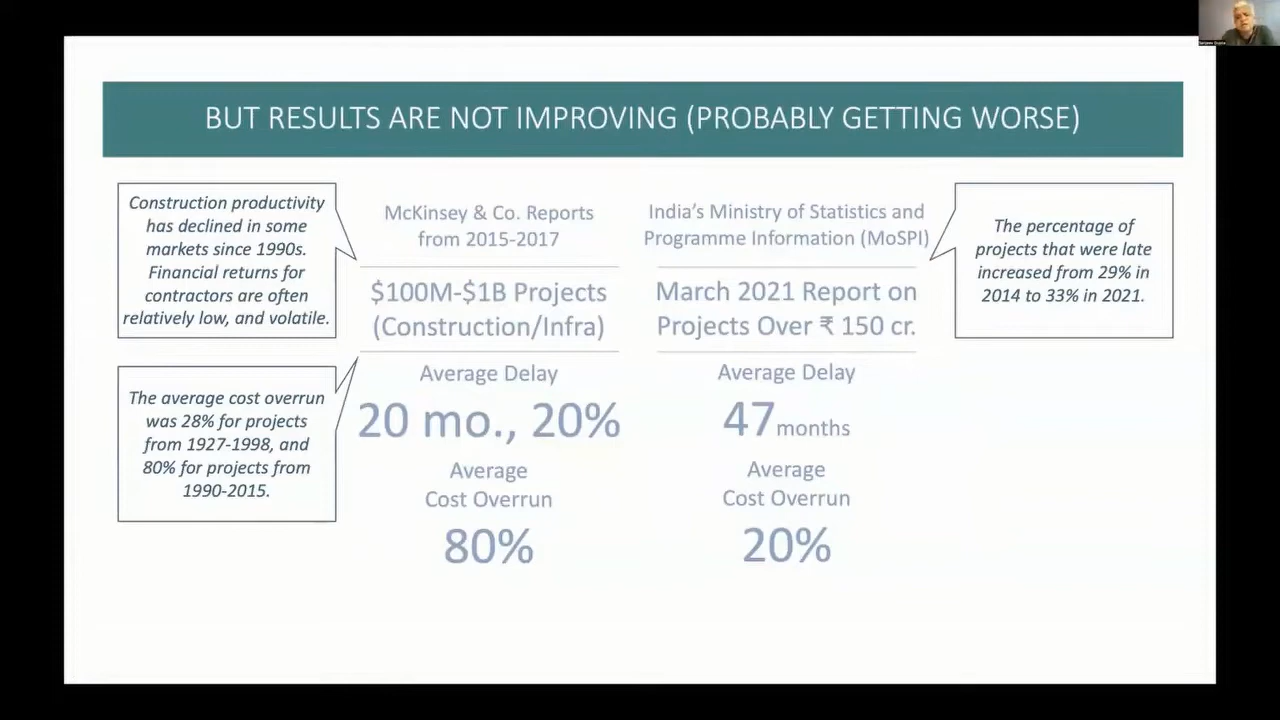 BUT RESULTS ARE NOT IMPROVING (PROBABLY GETTING WORSE)
Construction productivity
has declined in some
markets since 1990s.
Financial returns for
contractors are often
relatively low, and volatile.
The average cost overrun
was 28% for projects
from 1927-1998, and
80% for projects from
1990-2015.
McKinsey & Co. Reports
from 2015-2017
$100M-$1B Projects
(Construction/Infra)
Average Delay
20 mo., 20%
Average
Cost Overrun
80%
India’s Ministry of Statistics and
Programme Information (MoSPI)
March 2021 Report on
Projects Over ₹ 150 cr.
Average Delay
47 months
Average
Cost Overrun
20%
The percentage of
projects that were late
increased from 29% in
2014 to 33% in 2021.